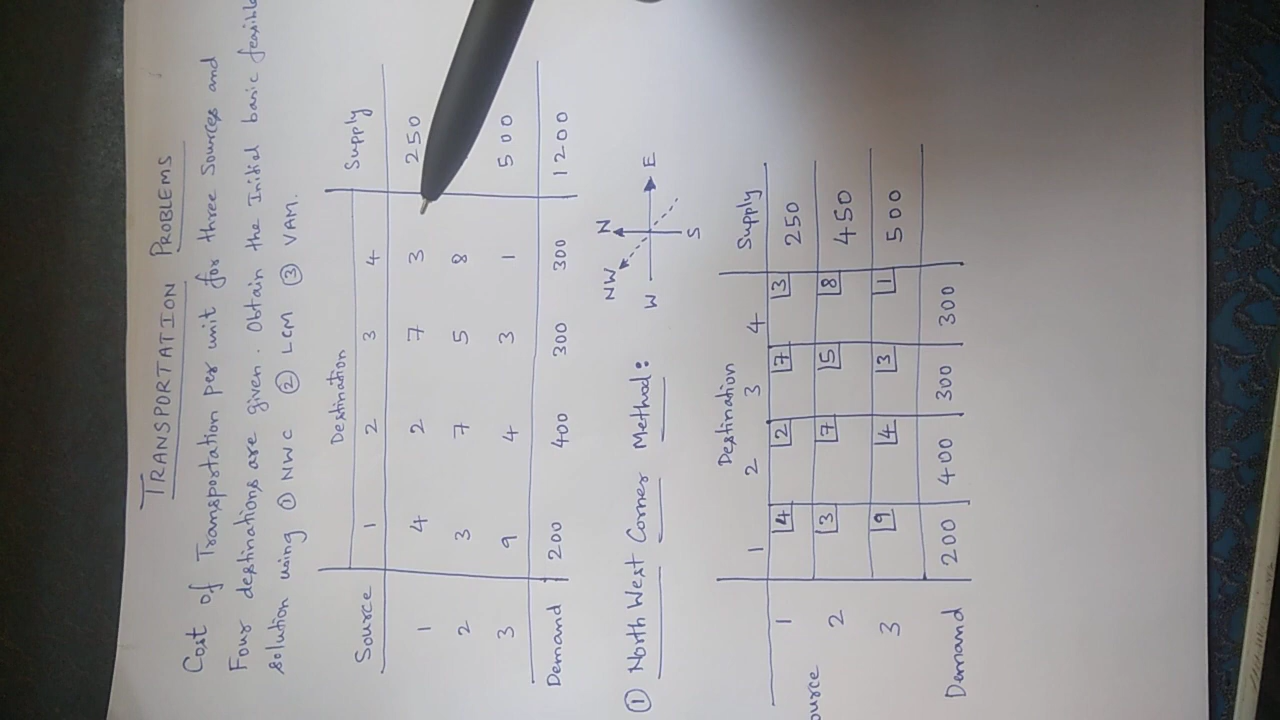 TRANSPORTATION PROBLEMS
Cost of Transportation per unit for three Sources and
Four destinations are given. Obtain the Initial basic feasible
solution using ① NWC ② LCM ③ VAM.
Destination
Source 1 2 3 4 Supply
1 4 2 7 3 250
2 3 7 5 8
3 9 4 3 1 500
Demand 200 400 300 300 1200
① North West Corner Method:
NW N
W E
S
Destination
1 2 3 4 Supply
1 4 2 7 3 250
2 3 7 5 8 450
3 9 4 3 1 500
Demand 200 400 300 300